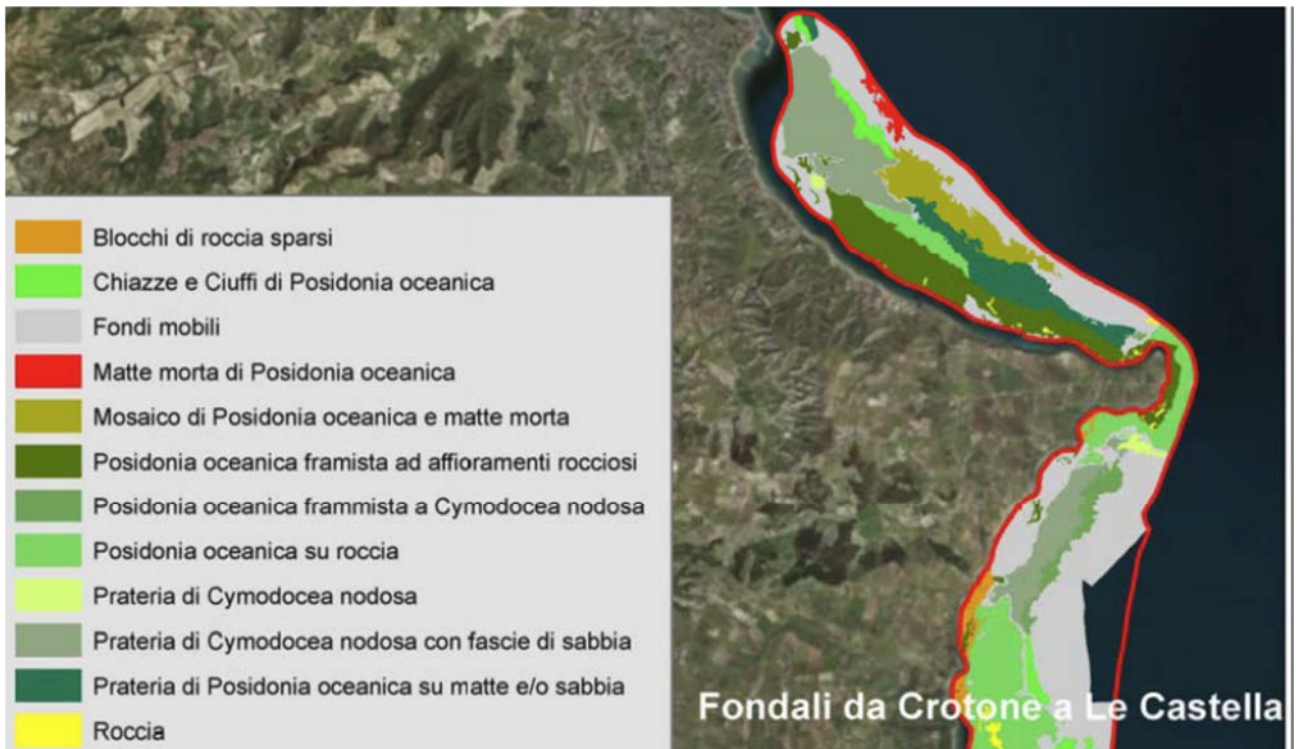 Blocchi di roccia sparsi
Chiazze e Ciuffi di Posidonia oceanica
Fondi mobili
Matte morta di Posidonia oceanica
Mosaico di Posidonia oceanica e matte morta
Posidonia oceanica framista ad affioramenti rocciosi
Posidonia oceanica frammista a Cymodocea nodosa
Posidonia oceanica su roccia
Prateria di Cymodocea nodosa
Prateria di Cymodocea nodosa con fascie di sabbia
Prateria di Posidonia oceanica su matte e/o sabbia
Roccia
Fondali da Crotone a Le Castella